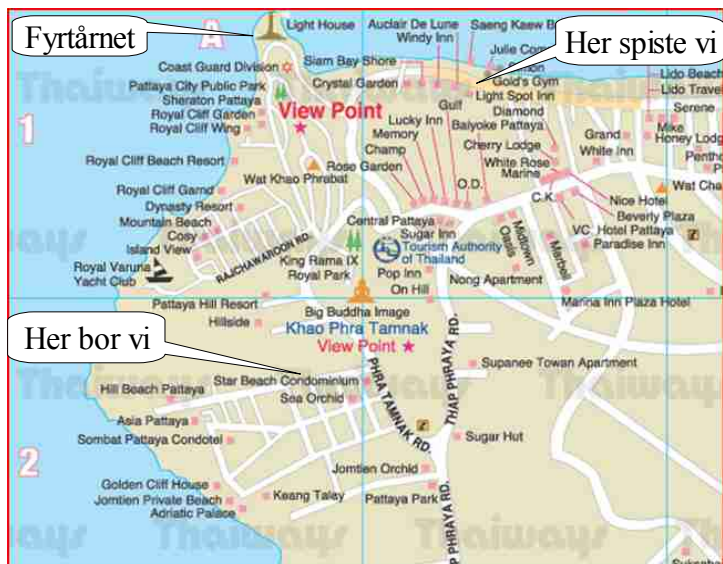 Fyrtårnet
A
Light House
Auclair De Lune
Windy Inn
Saeng Kaew
Her spiste vi
Coast Guard Division
Siam Bay Shore
Julie
Simon
Lido Beach
Pattaya City Public Park
Crystal Garden
Gold's Gym
Lido Travel
Sheraton Pattaya
View Point
Gulf
Light Spot Inn
Serene
1
Royal Cliff Garden
Lucky Inn
Diamond
Mike
Royal Cliff Wing
Memory
Baiyoke Pattaya
Grand
Honey Lodge
Champ
Cherry Lodge
White Inn
Royal Cliff Beach Resort
Rose Garden
White Rose
Marine
Wat Khao Phrabat
O.D.
Royal Cliff Garnd
C.K.
Nice Hotel
Dynasty Resort
Central Pattaya
Beverly Plaza
Mountain Beach
Sugar Inn
Midtown
Oasis
VC. Hotel Pattaya
Cosy
Tourism Authority
of Thailand
Marbell
Paradise Inn
Island View
RAJCHAWAROON RD.
King Rama IX
Royal Park
Pop Inn
Nong Apartment
Royal Varuna
Yacht Club
On Hill
Pattaya Hill Resort
Marina Inn Plaza Hotel
Hillside
Big Buddha Image
Khao Phra Tamnak
View Point
Her bor vi
THAP PHRAYA RD.
PHRA TAMNAK RD.
Star Beach Condominium
Supanee Towan Apartment
Hill Beach Pattaya
Sea Orchid
Asia Pattaya
Sombat Pattaya Condotel
Sugar Hut
2
Jomtien Orchid
Golden Cliff House
Jomtien Private Beach
Keang Talay
Pattaya Park
Adriatic Palace
PHRAYA RD.
Thaiways
Thaiways
Thaiways